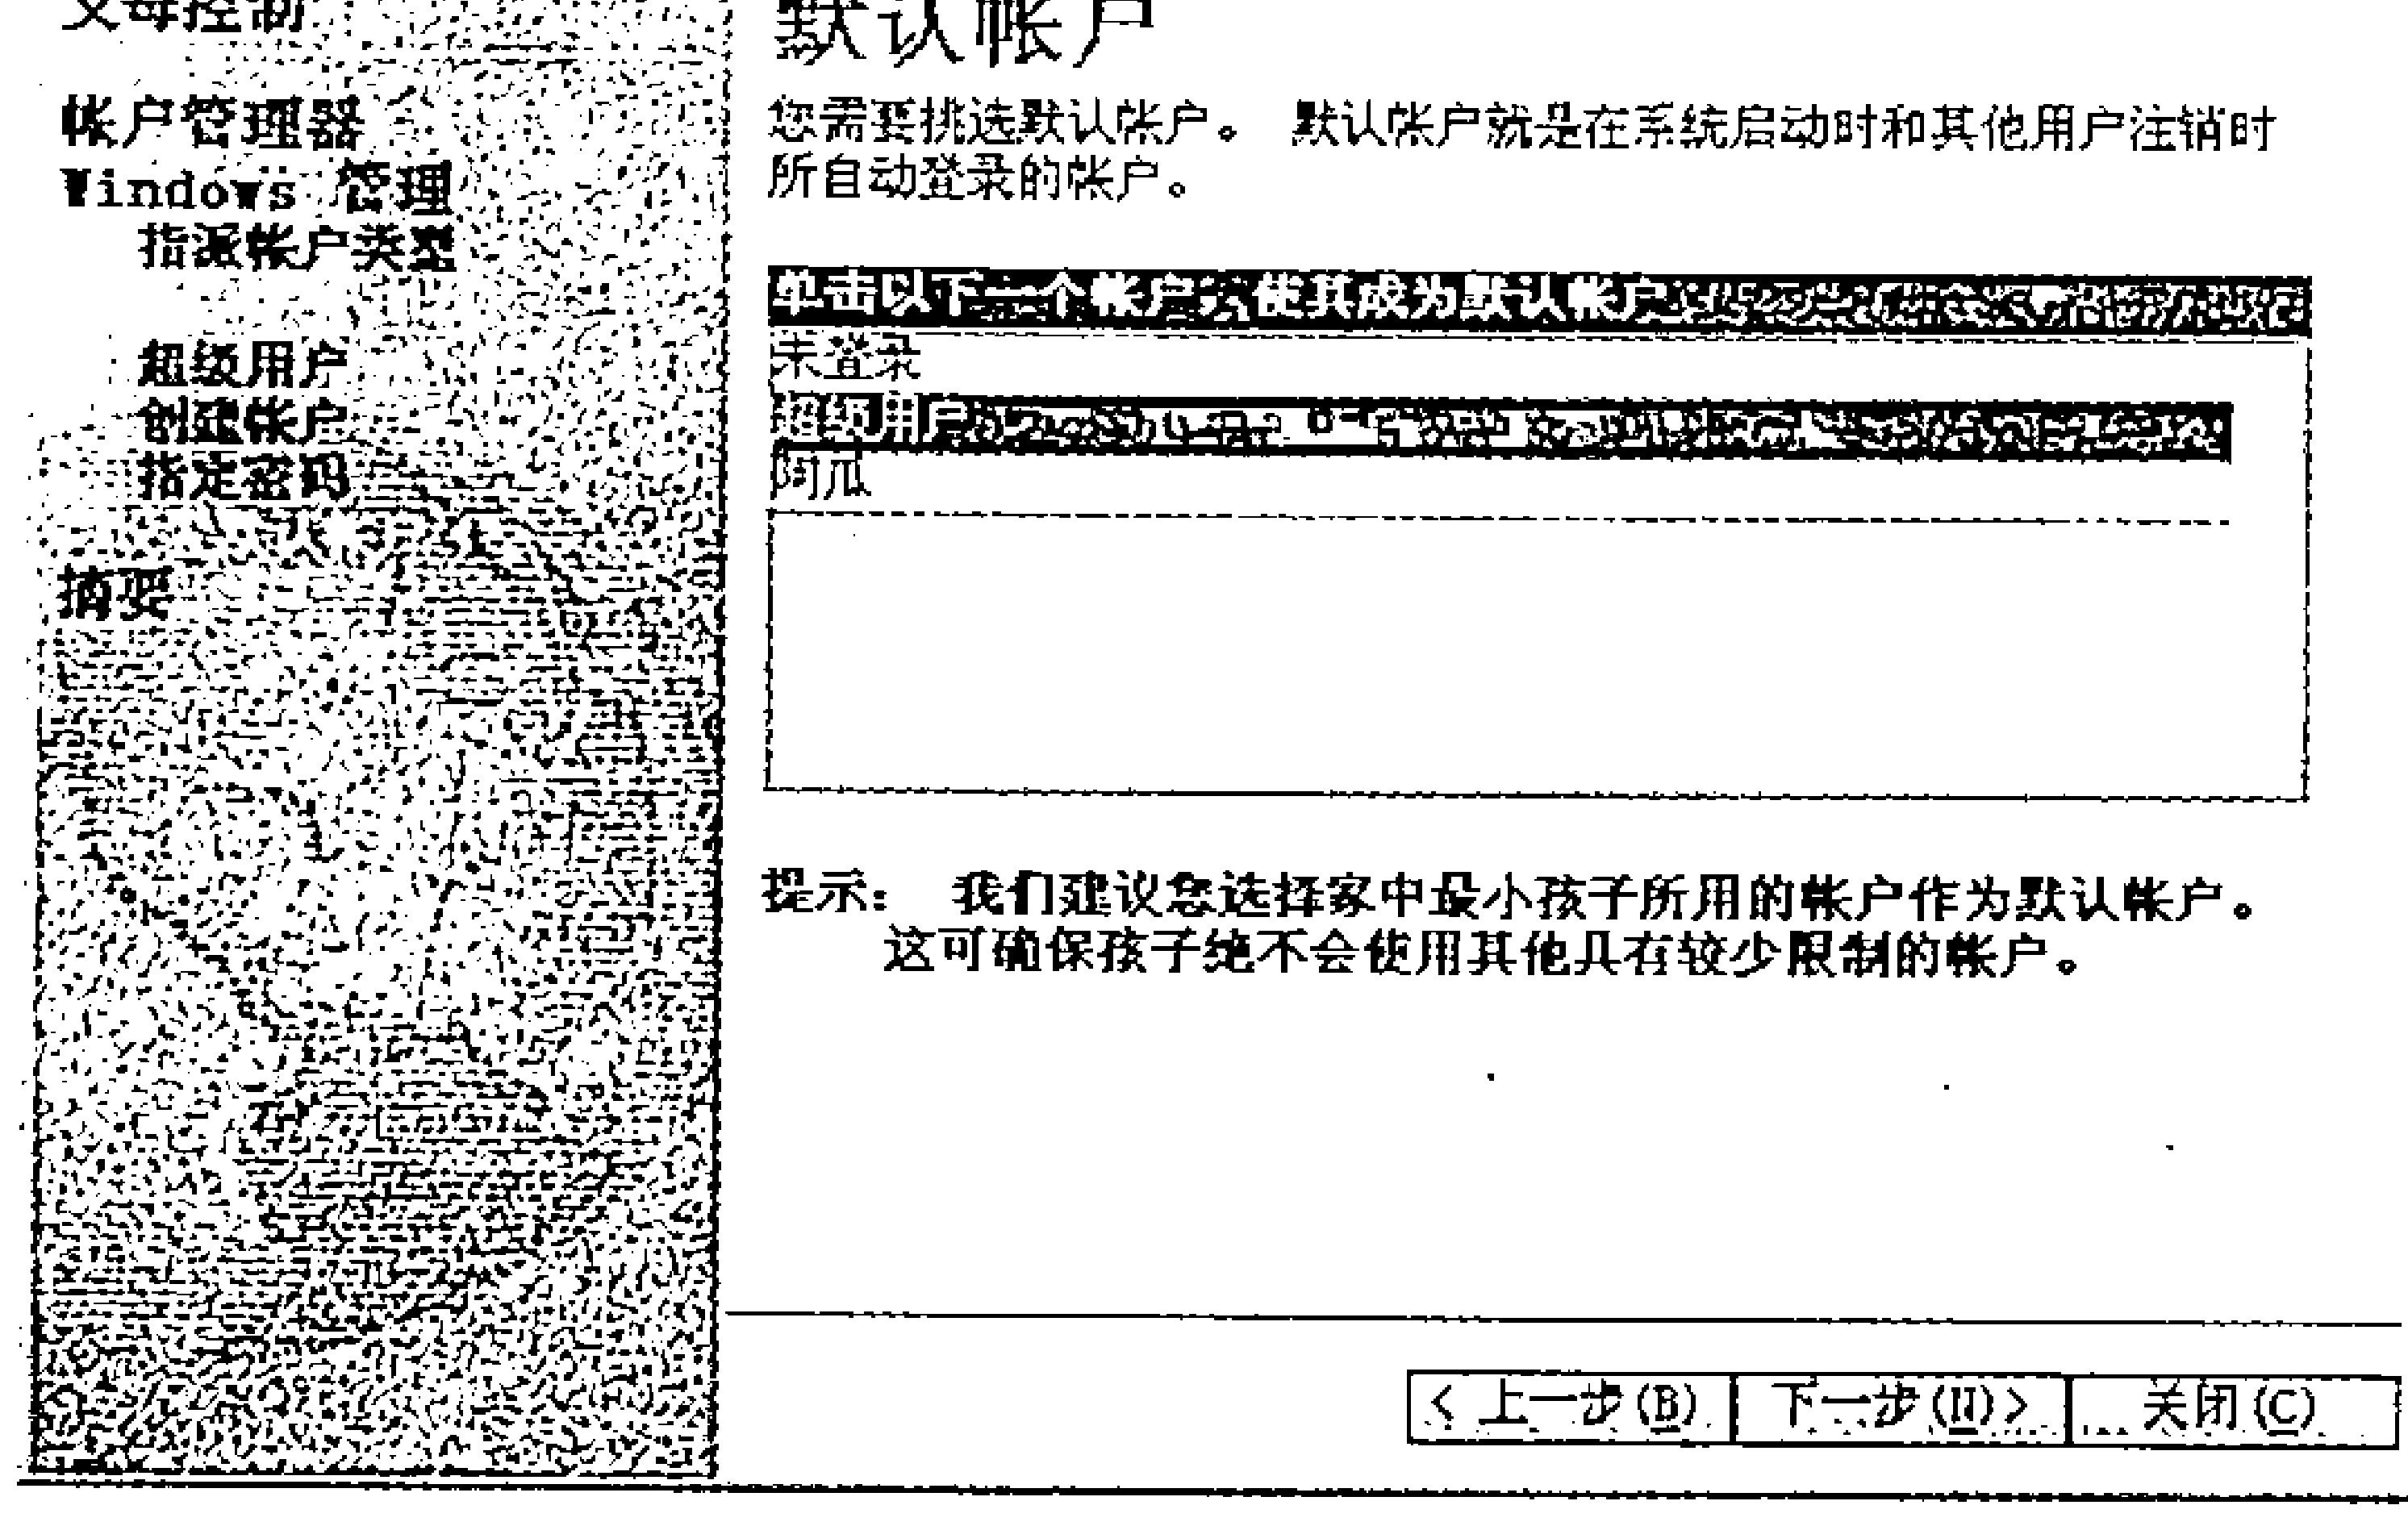 父母控制
帐户管理器
Windows 管理
指派帐户类型
超级用户
创建帐户
指定密码
摘要
默认帐户
您需要挑选默认帐户。 默认帐户就是在系统启动时和其他用户注销时
所自动登录的帐户。
单击以下一个帐户会使其成为默认帐户
未登录
超级用户
阿瓜
提示: 我们建议您选择家中最小孩子所用的帐户作为默认帐户。
这可确保孩子绝不会使用其他具有较少限制的帐户。
< 上一步(B)
下一步(N)>
关闭(C)